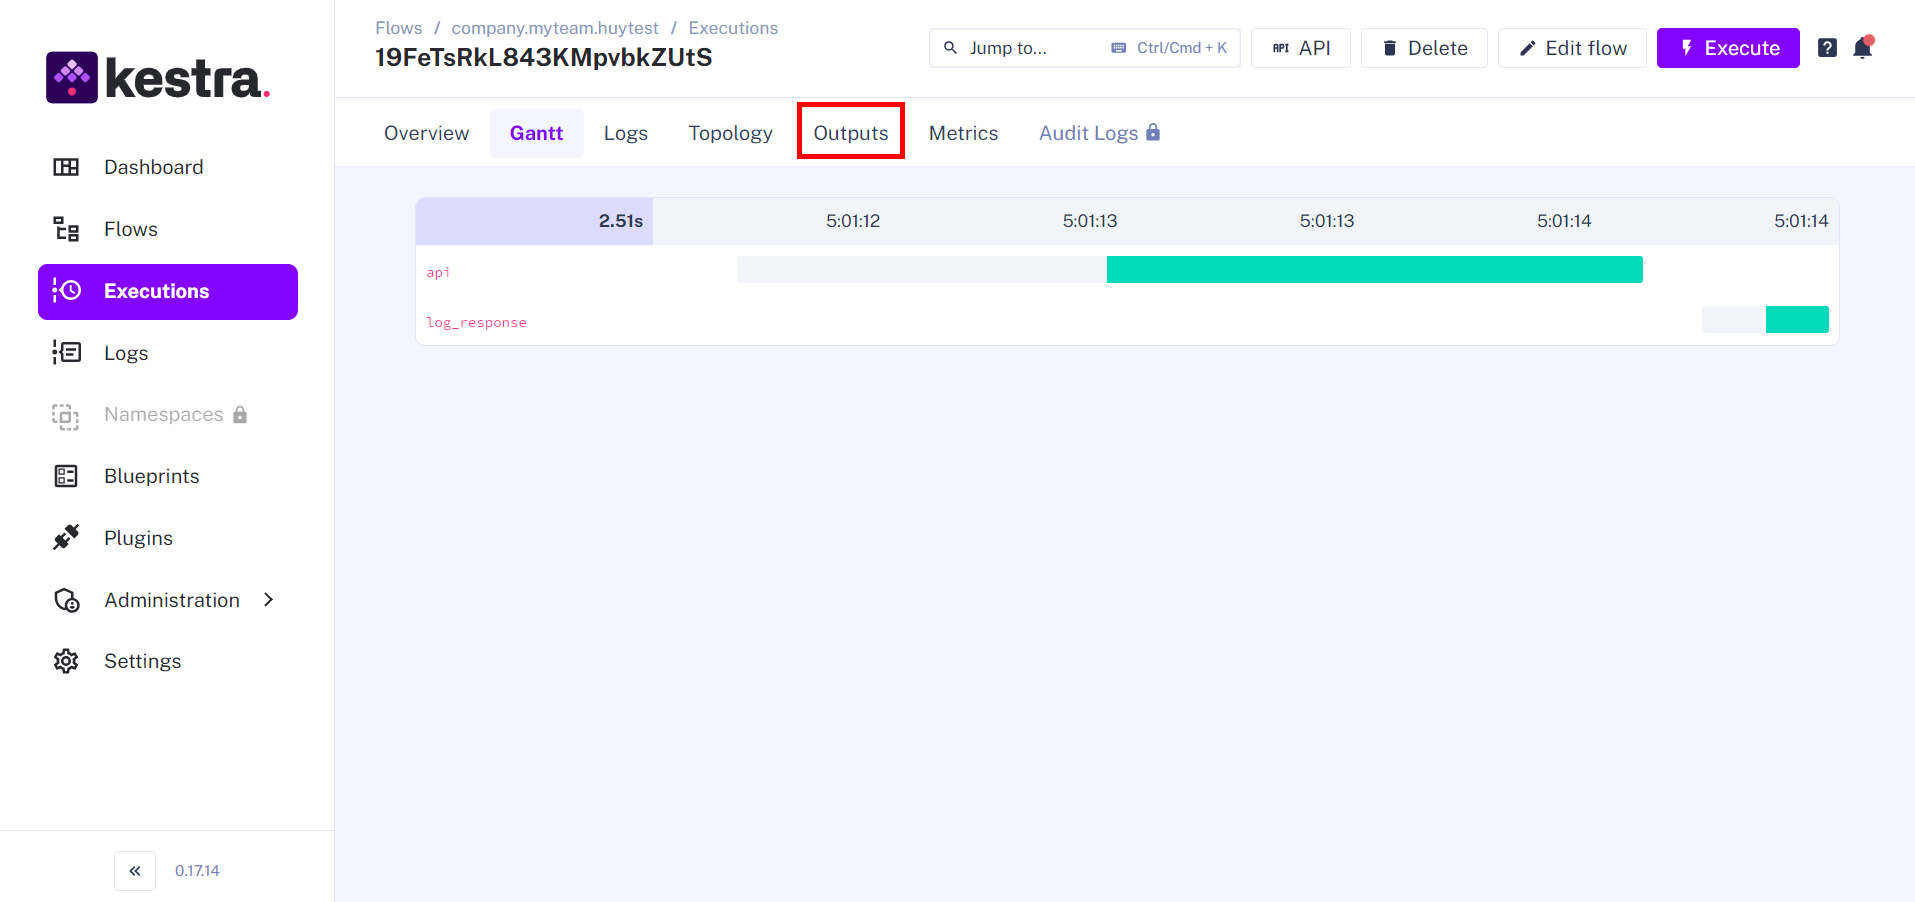 kestra.
Dashboard
Flows
Executions
Logs
Namespaces
Blueprints
Plugins
Administration
Settings
0.17.14
Flows / company.myteam.huytest / Executions
19FeTsRkL843KMpvbkZUtS
Jump to... Ctrl/Cmd + K
API API
Delete
Edit flow
Execute
?
Overview Gantt Logs Topology Outputs Metrics Audit Logs
2.51s 5:01:12 5:01:13 5:01:13 5:01:14 5:01:14
api
log_response